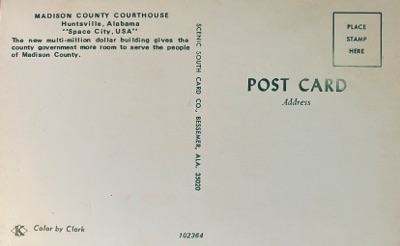 MADISON COUNTY COURTHOUSE
Huntsville, Alabama
"Space City, USA"
The new multi-million dollar building gives the
county government more room to serve the people
of Madison County.
SCENIC SOUTH CARD CO., BESSEMER, ALA. 35020
PLACE
STAMP
HERE
POST CARD
Address
K
Color by Clark
102364